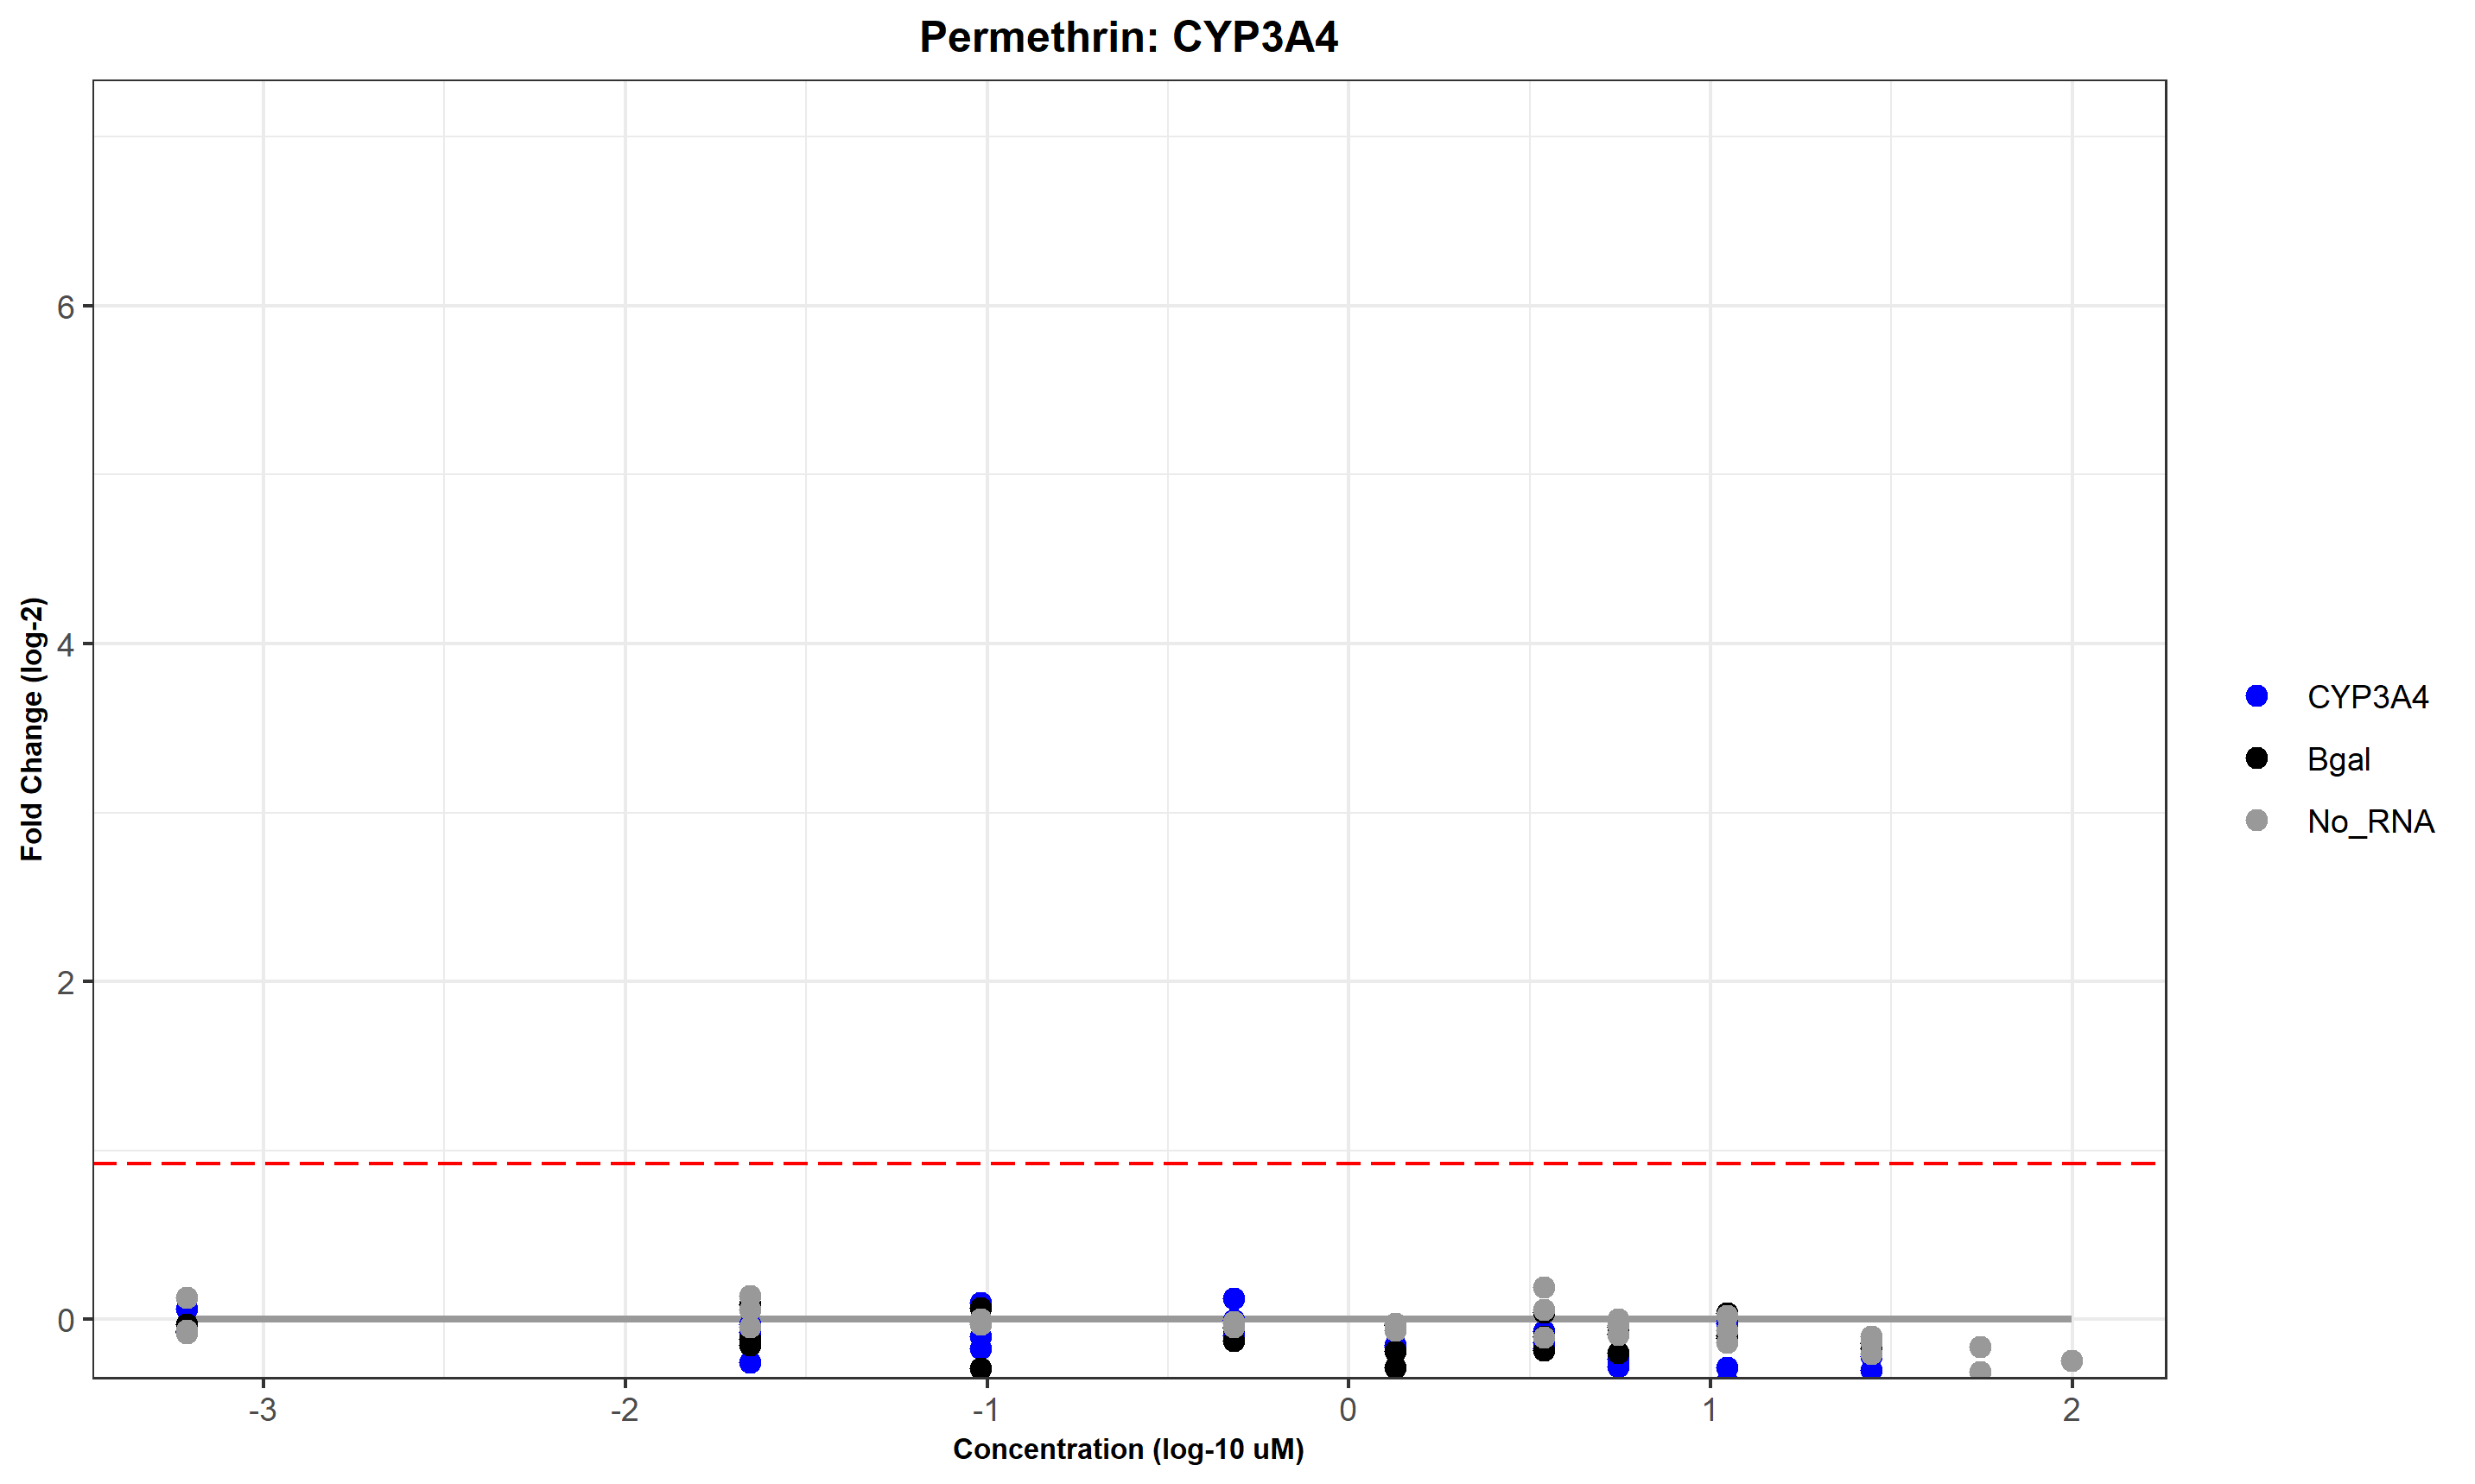 Permethrin: CYP3A4
Fold Change (log-2)
6
4
2
0
-3
-2
-1
0
1
2
Concentration (log-10 uM)
CYP3A4
Bgal
No_RNA